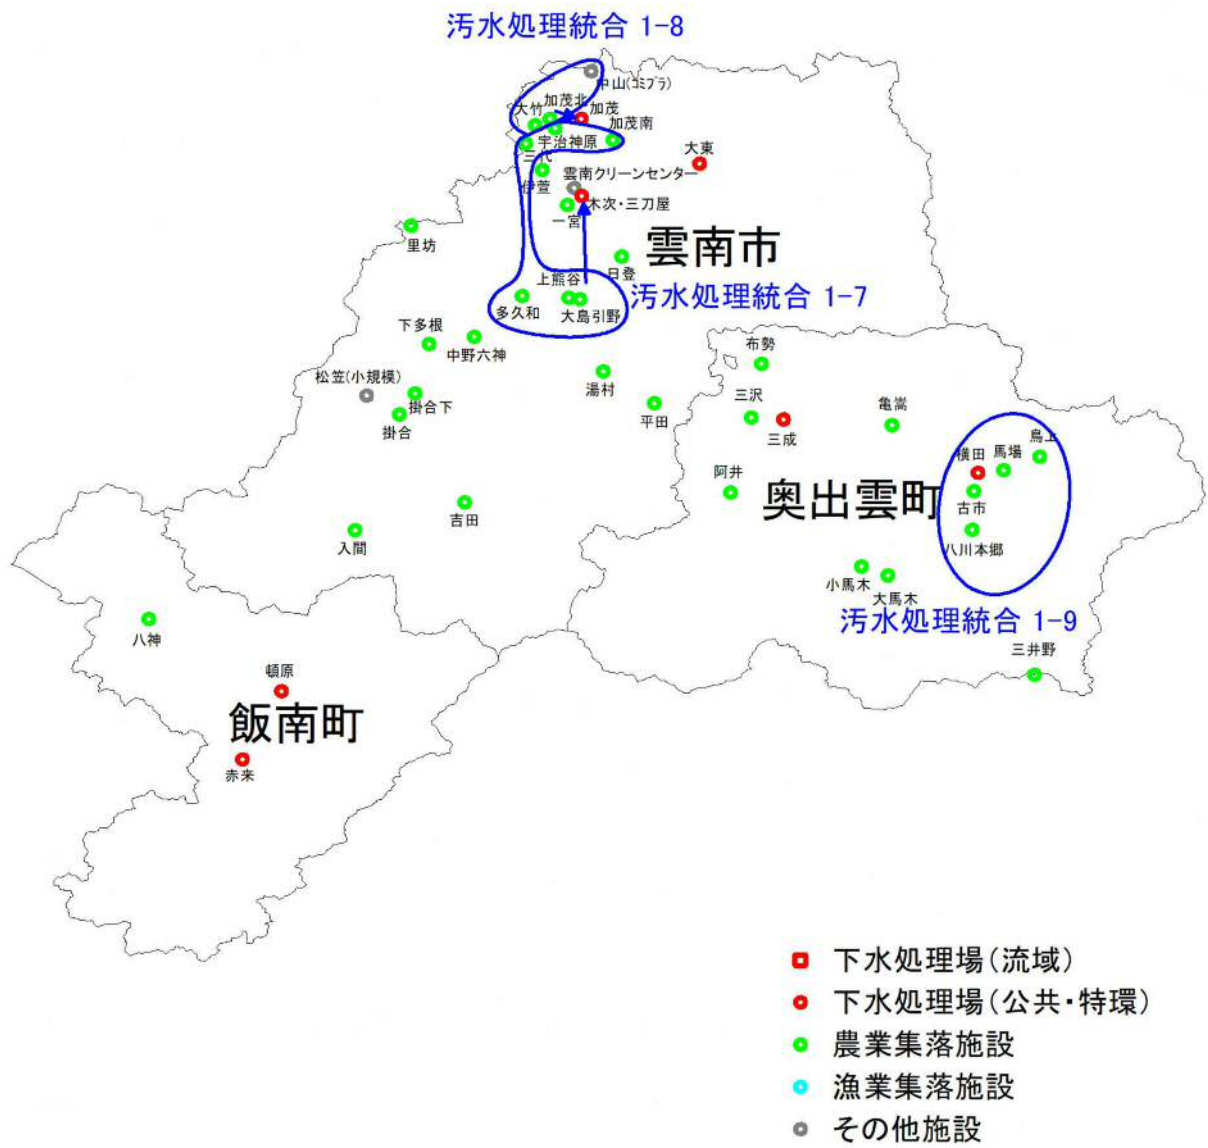 汚水処理統合 1-8
中山(コミプラ)
大竹
加茂北
加茂
加茂南
宇治神原
三代
大東
伊萱
雲南クリーンセンター
木次・三刀屋
一宮
里坊
雲南市
日登
上熊谷
汚水処理統合 1-7
多久和
大島引野
下多根
中野六神
布勢
松笠(小規模)
湯村
掛合下
三沢
平田
亀嵩
掛合
三成
鳥上
横田
馬場
阿井
奥出雲町
古市
吉田
入間
八川本郷
小馬木
大馬木
汚水処理統合 1-9
八神
三井野
頓原
飯南町
赤来
下水処理場(流域)
下水処理場(公共・特環)
農業集落施設
漁業集落施設
その他施設